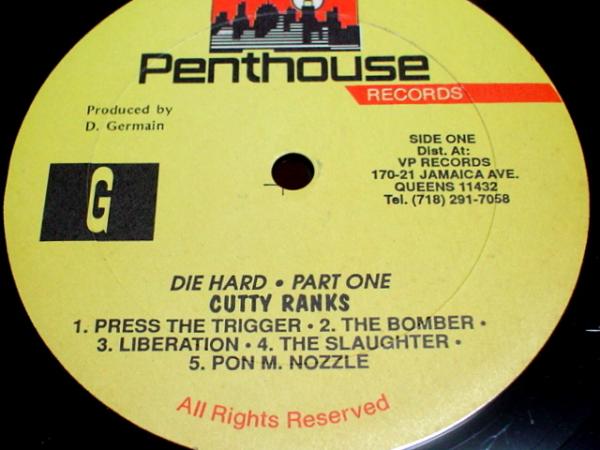 Penthouse
RECORDS
Produced by
D. Germain
SIDE ONE
Dist. At:
VP RECORDS
170-21 JAMAICA AVE.
QUEENS 11432
Tel. (718) 291-7058
G
DIE HARD • PART ONE
CUTTY RANKS
1. PRESS THE TRIGGER • 2. THE BOMBER •
3. LIBERATION • 4. THE SLAUGHTER •
5. PON M. NOZZLE
All Rights Reserved